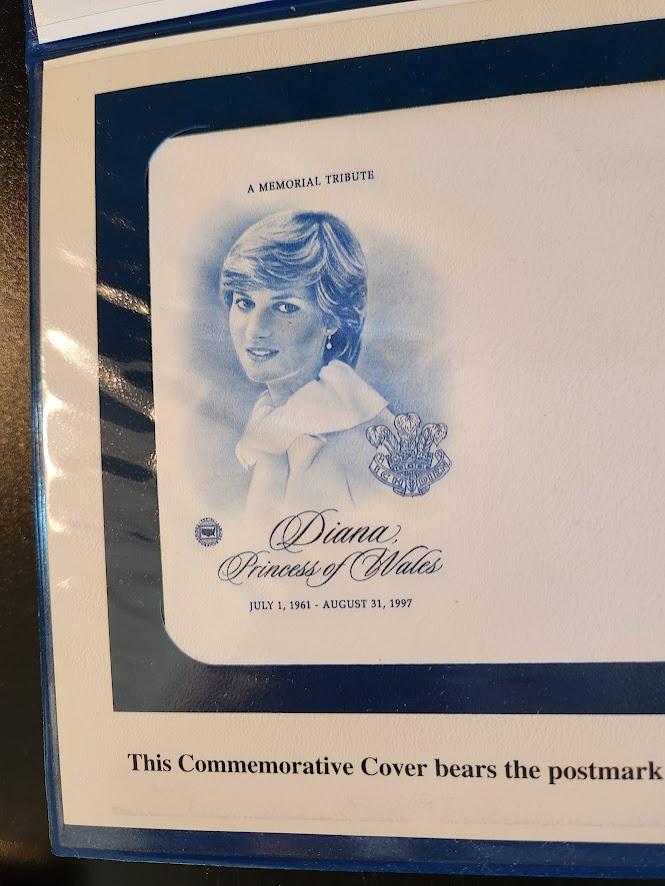 A MEMORIAL TRIBUTE
Diana,
Princess of Wales
JULY 1, 1961 - AUGUST 31, 1997
This Commemorative Cover bears the postmark